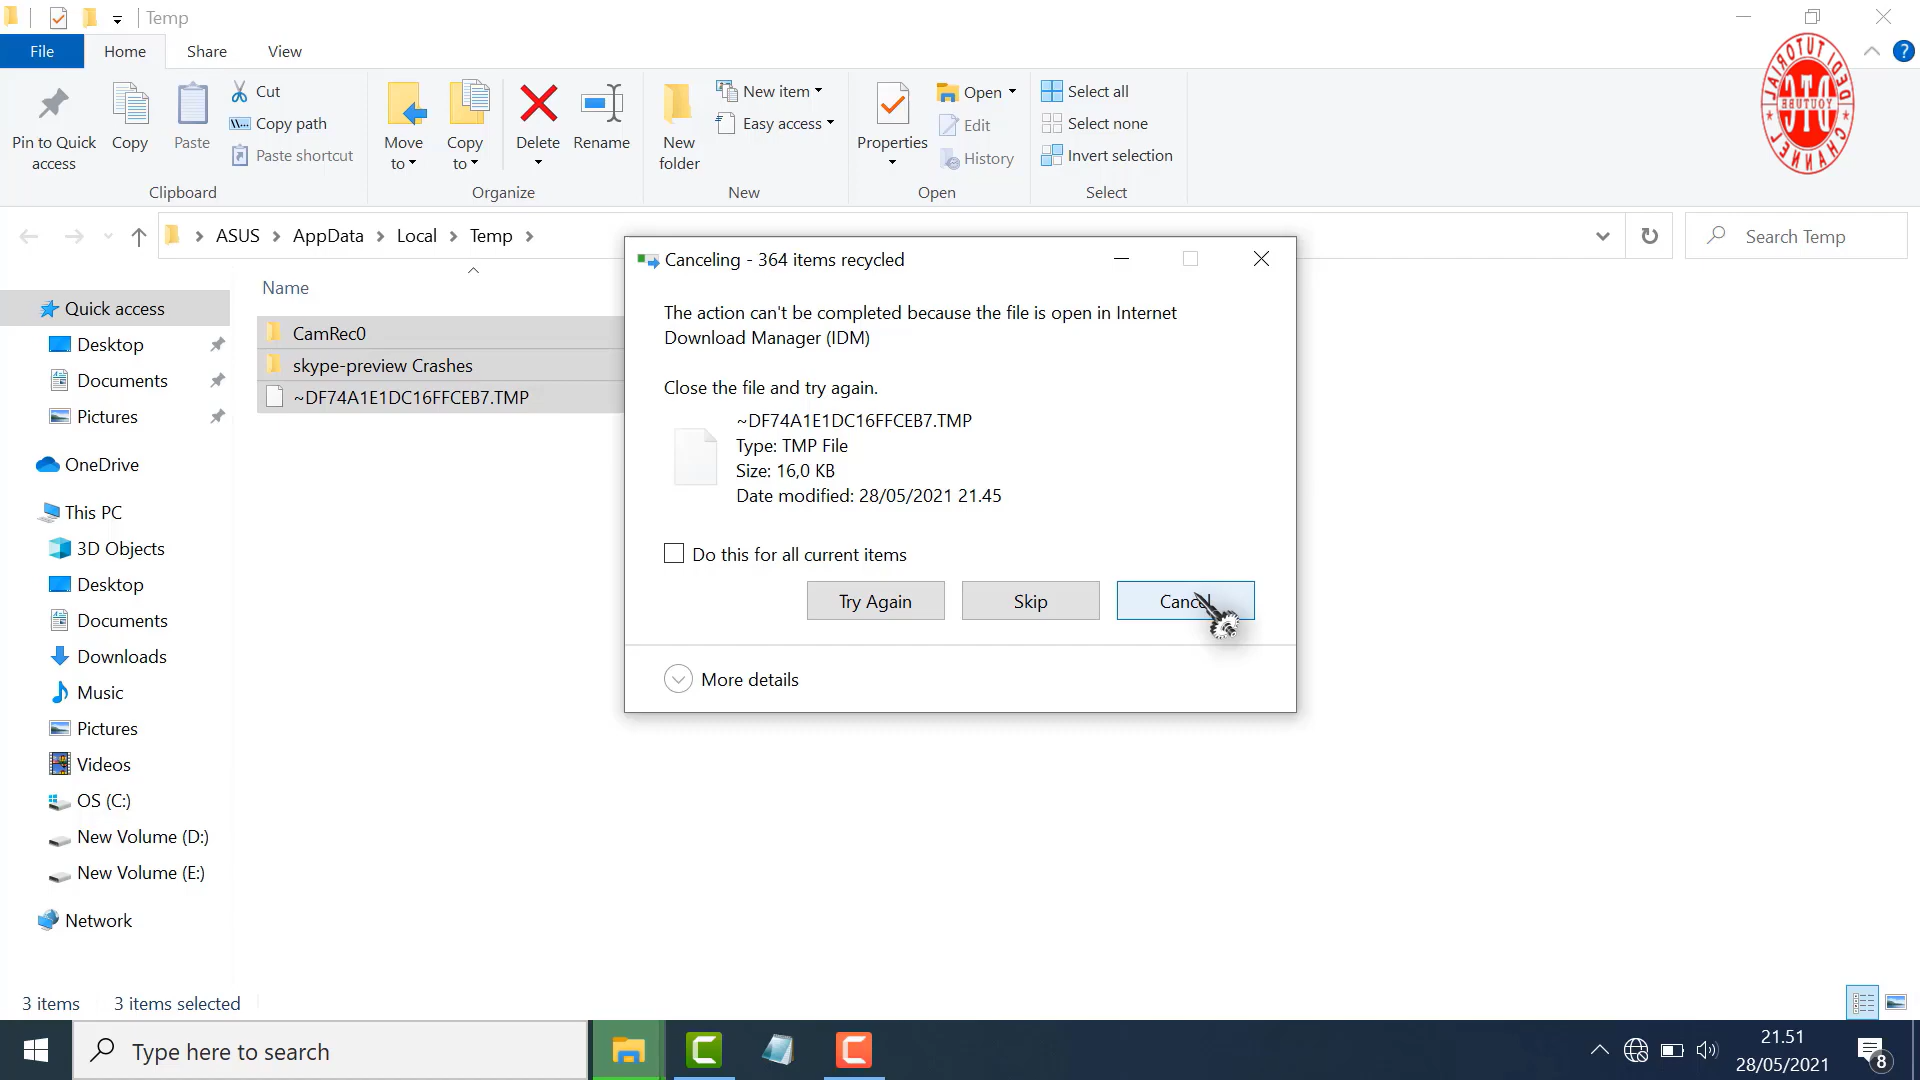 Temp
File
Home
Share
View
Pin to Quick
access
Copy
Paste
Cut
Copy path
Paste shortcut
Clipboard
Move
to
Copy
to
Delete
Rename
Organize
New
folder
New item
Easy access
New
Properties
Open
Edit
History
Open
Select all
Select none
Invert selection
Select
DEDI TUTORIAL
DTC
YOUTUBE
CHANNEL
ASUS
AppData
Local
Temp
Search Temp
Name
CamRec0
skype-preview Crashes
~DF74A1E1DC16FFCEB7.TMP
Quick access
Desktop
Documents
Pictures
OneDrive
This PC
3D Objects
Desktop
Documents
Downloads
Music
Pictures
Videos
OS (C:)
New Volume (D:)
New Volume (E:)
Network
Canceling - 364 items recycled
The action can't be completed because the file is open in Internet
Download Manager (IDM)
Close the file and try again.
~DF74A1E1DC16FFCEB7.TMP
Type: TMP File
Size: 16,0 KB
Date modified: 28/05/2021 21.45
Do this for all current items
Try Again
Skip
Cancel
More details
3 items
3 items selected
Type here to search
21.51
28/05/2021
8